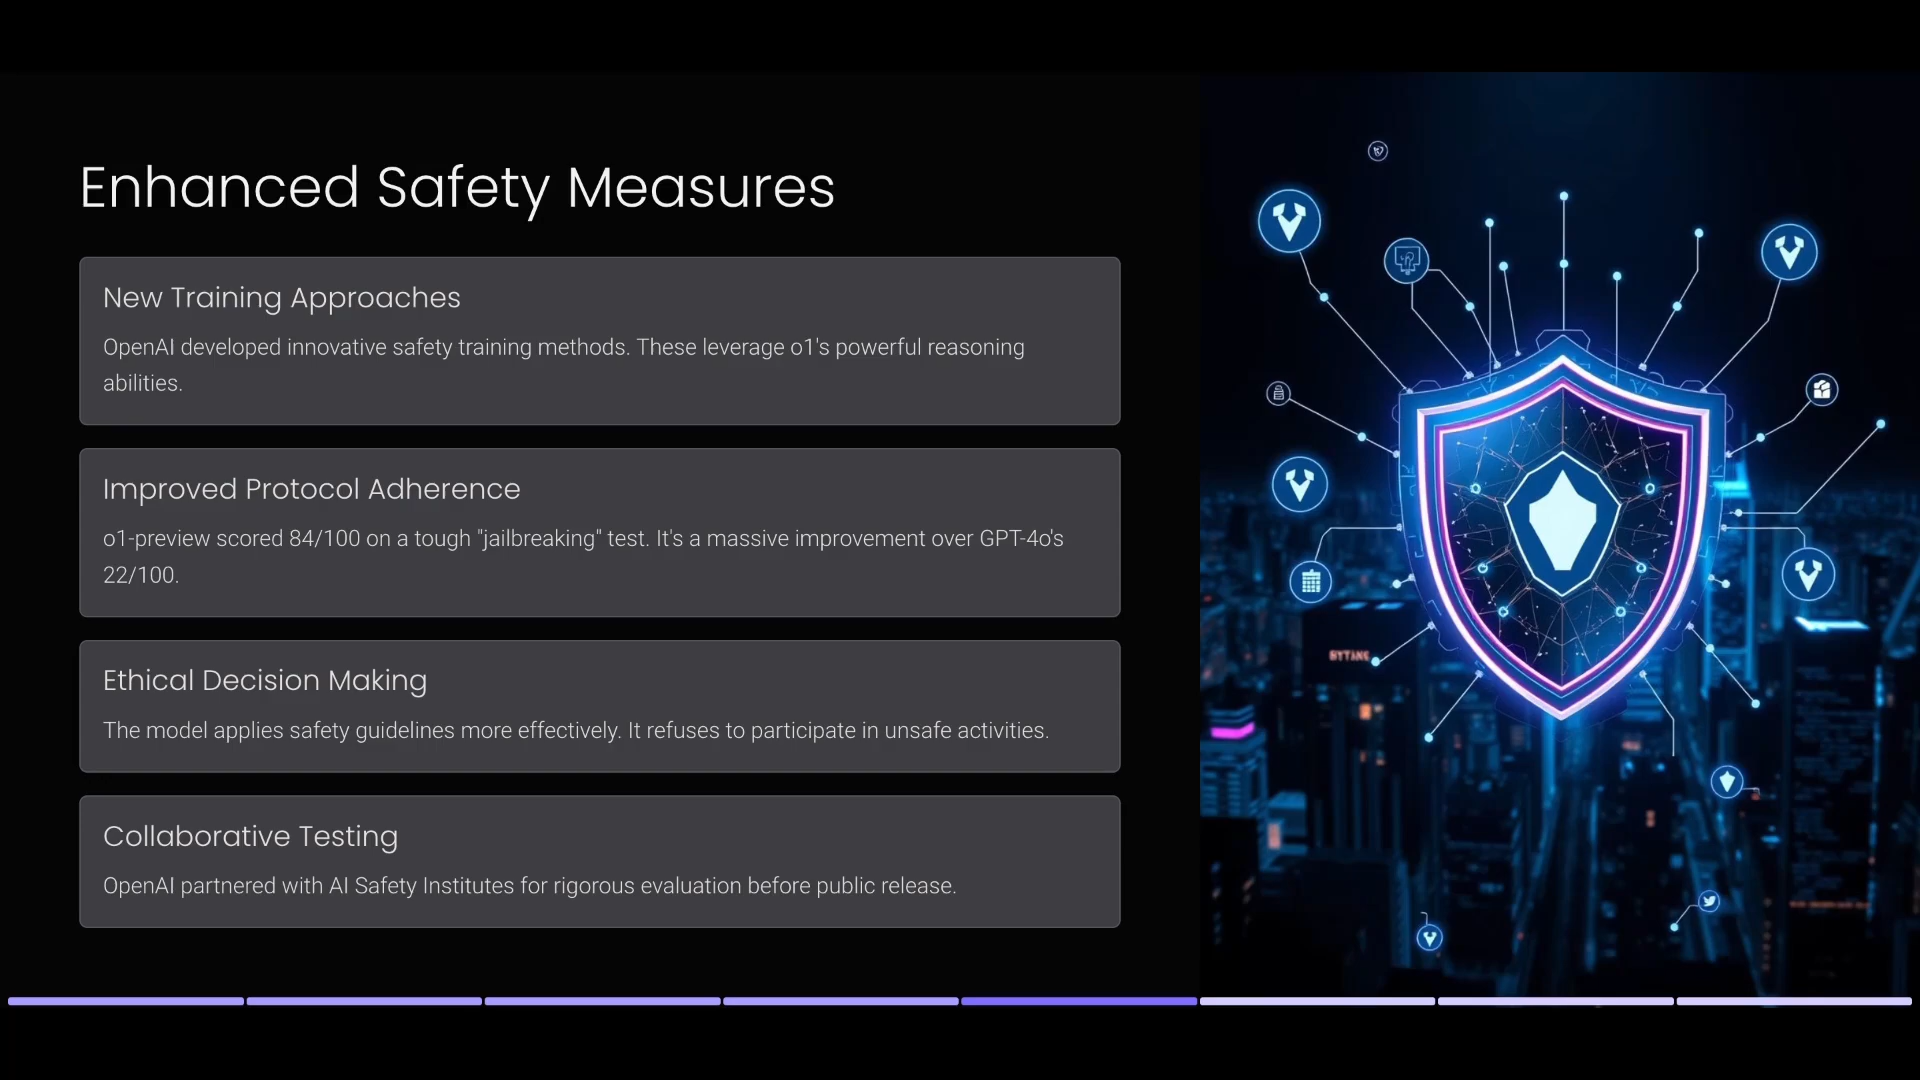 Enhanced Safety Measures
New Training Approaches
OpenAI developed innovative safety training methods. These leverage o1's powerful reasoning
abilities.
Improved Protocol Adherence
o1-preview scored 84/100 on a tough "jailbreaking" test. It's a massive improvement over GPT-4o's
22/100.
Ethical Decision Making
The model applies safety guidelines more effectively. It refuses to participate in unsafe activities.
Collaborative Testing
OpenAI partnered with AI Safety Institutes for rigorous evaluation before public release.